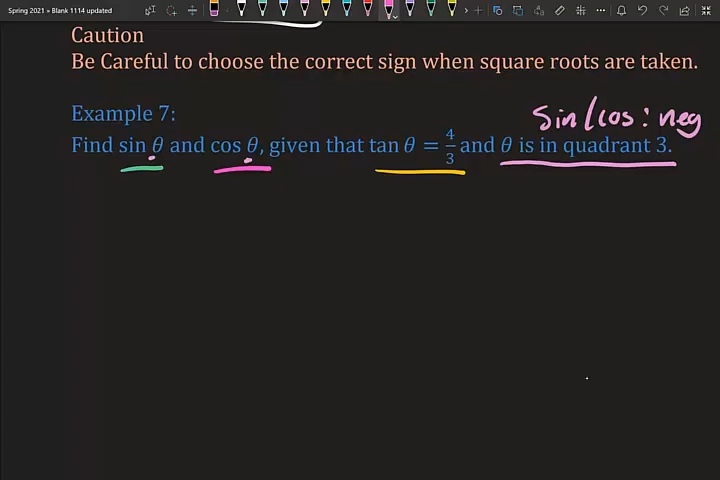 Spring 2021 » Blank 1114 updated
Caution
Be Careful to choose the correct sign when square roots are taken.
Example 7:
Sin/cos: neg
Find sin θ and cos θ, given that tan θ = 4/3 and θ is in quadrant 3.